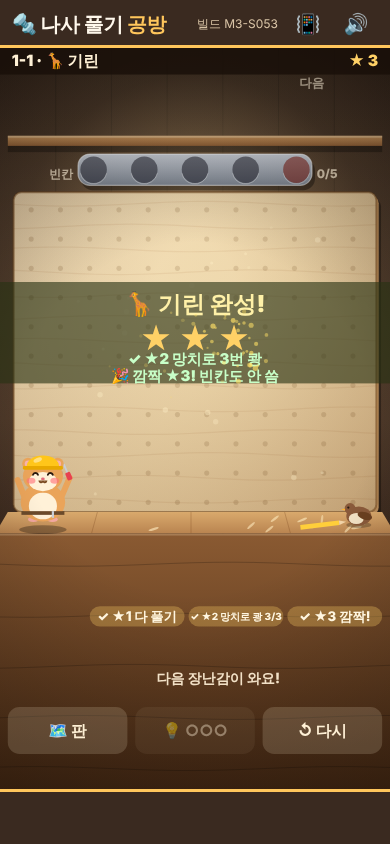 나사 풀기 공방 빌드 M3-S053
1-1 · 기린 ★ 3
다음
빈칸 0/5
기린 완성!
✓ ★2 망치로 3번 쾅
깜짝 ★3! 빈칸도 안 씀
✓ ★1 다 풀기 ✓ ★2 망치로 쾅 3/3 ✓ ★3 깜짝!
다음 장난감이 와요!
판 다시